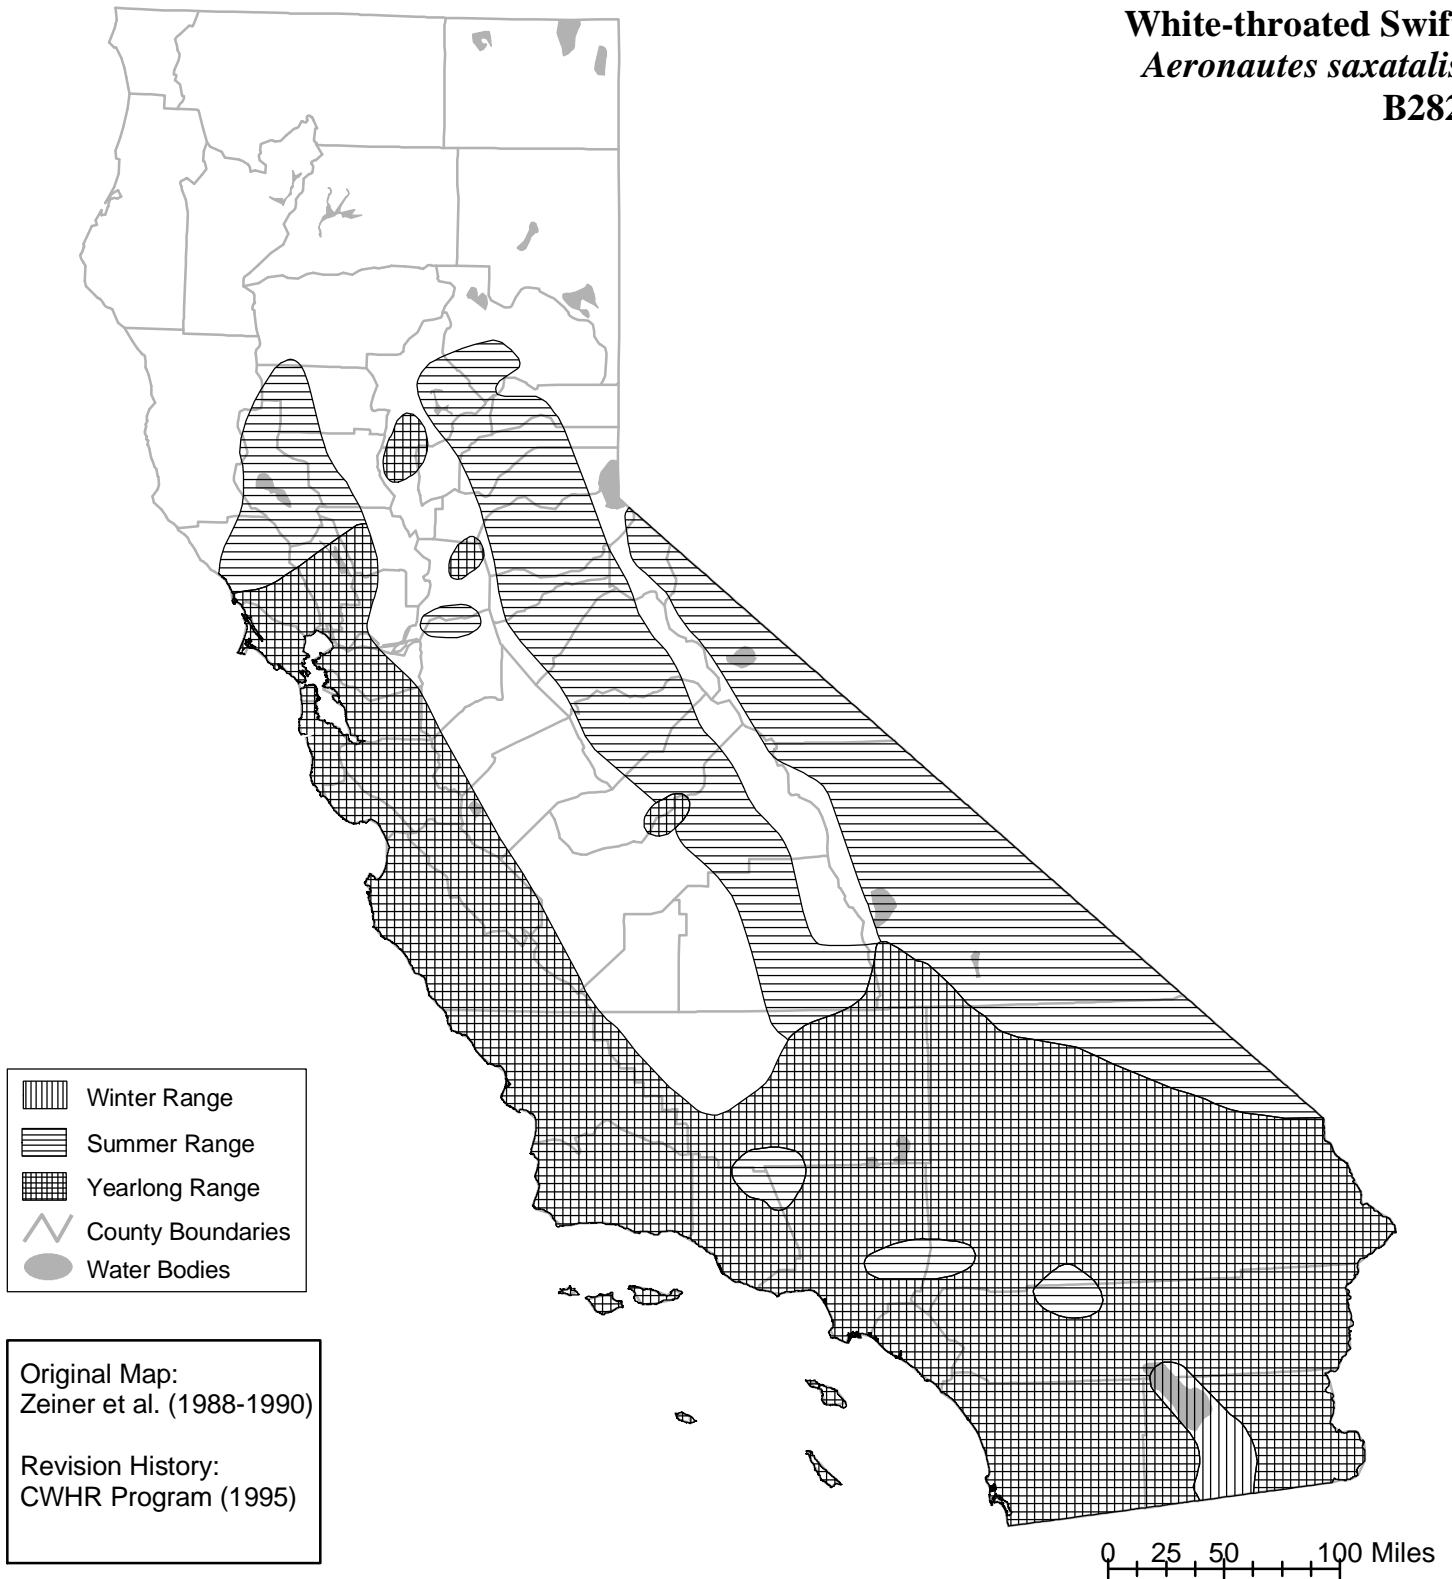 White-throated Swif
Aeronautes saxatalis
B282
Winter Range
Summer Range
Yearlong Range
County Boundaries
Water Bodies
Original Map:
Zeiner et al. (1988-1990)
Revision History:
CWHR Program (1995)
0 25 50 100 Miles